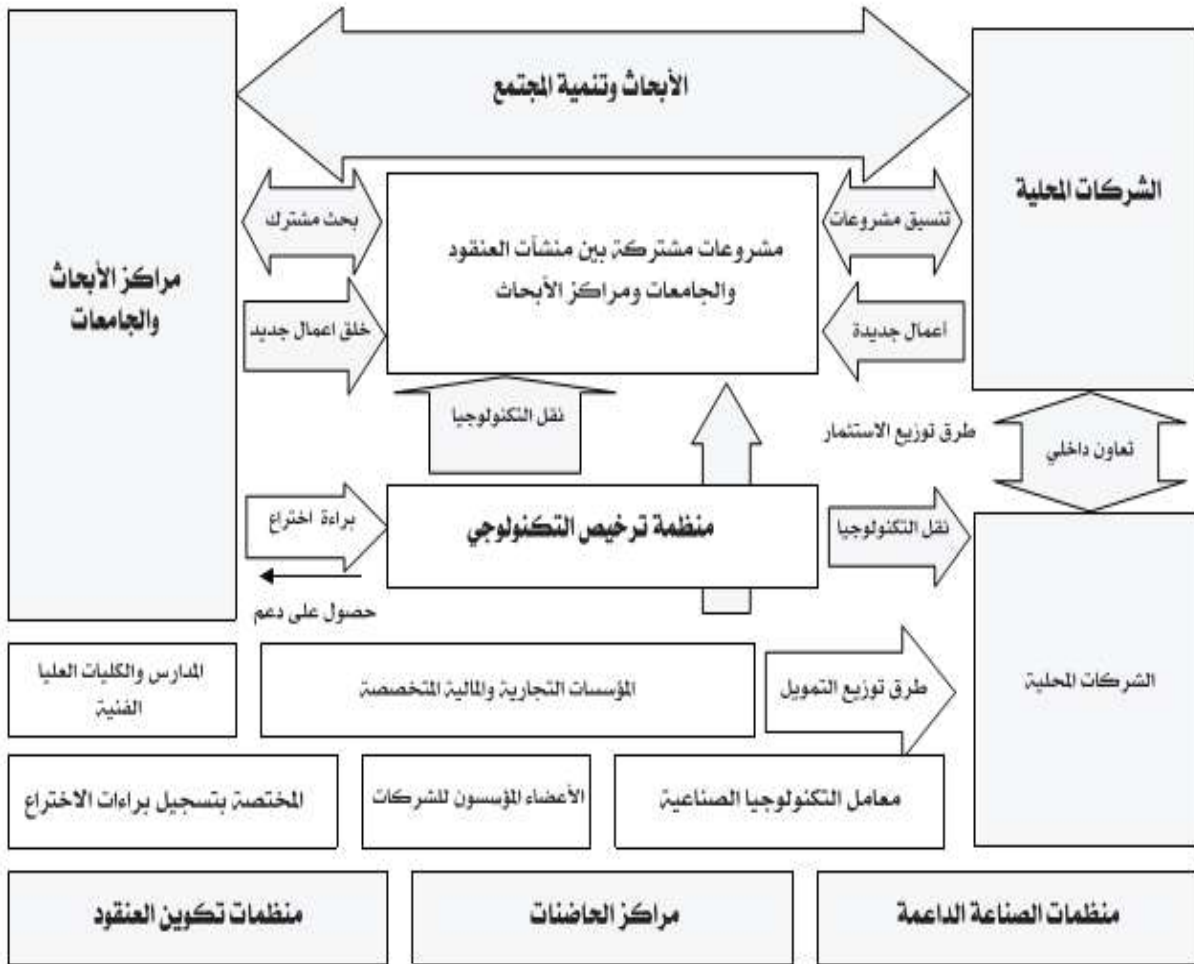 الأبحاث وتنمية المجتمع
الشركات المحلية
تنسيق مشروعات
مشروعات مشتركة بين منشآت العنقود
والجامعات ومراكز الأبحاث
بحث مشترك
مراكز الأبحاث
والجامعات
أعمال جديدة
خلق اعمال جديد
نقل التكنولوجيا
طرق توزيع الاستثمار
تعاون داخلي
نقل التكنولوجيا
منظمة ترخيص التكنولوجي
براءة اختراع
حصول على دعم
الشركات المحلية
طرق توزيع التمويل
المؤسسات التجارية والمالية المتخصصة
المدارس والكليات العليا
الفنية
معامل التكنولوجيا الصناعية
الأعضاء المؤسسون للشركات
المختصة بتسجيل براءات الاختراع
منظمات الصناعة الداعمة
مراكز الحاضنات
منظمات تكوين العنقود